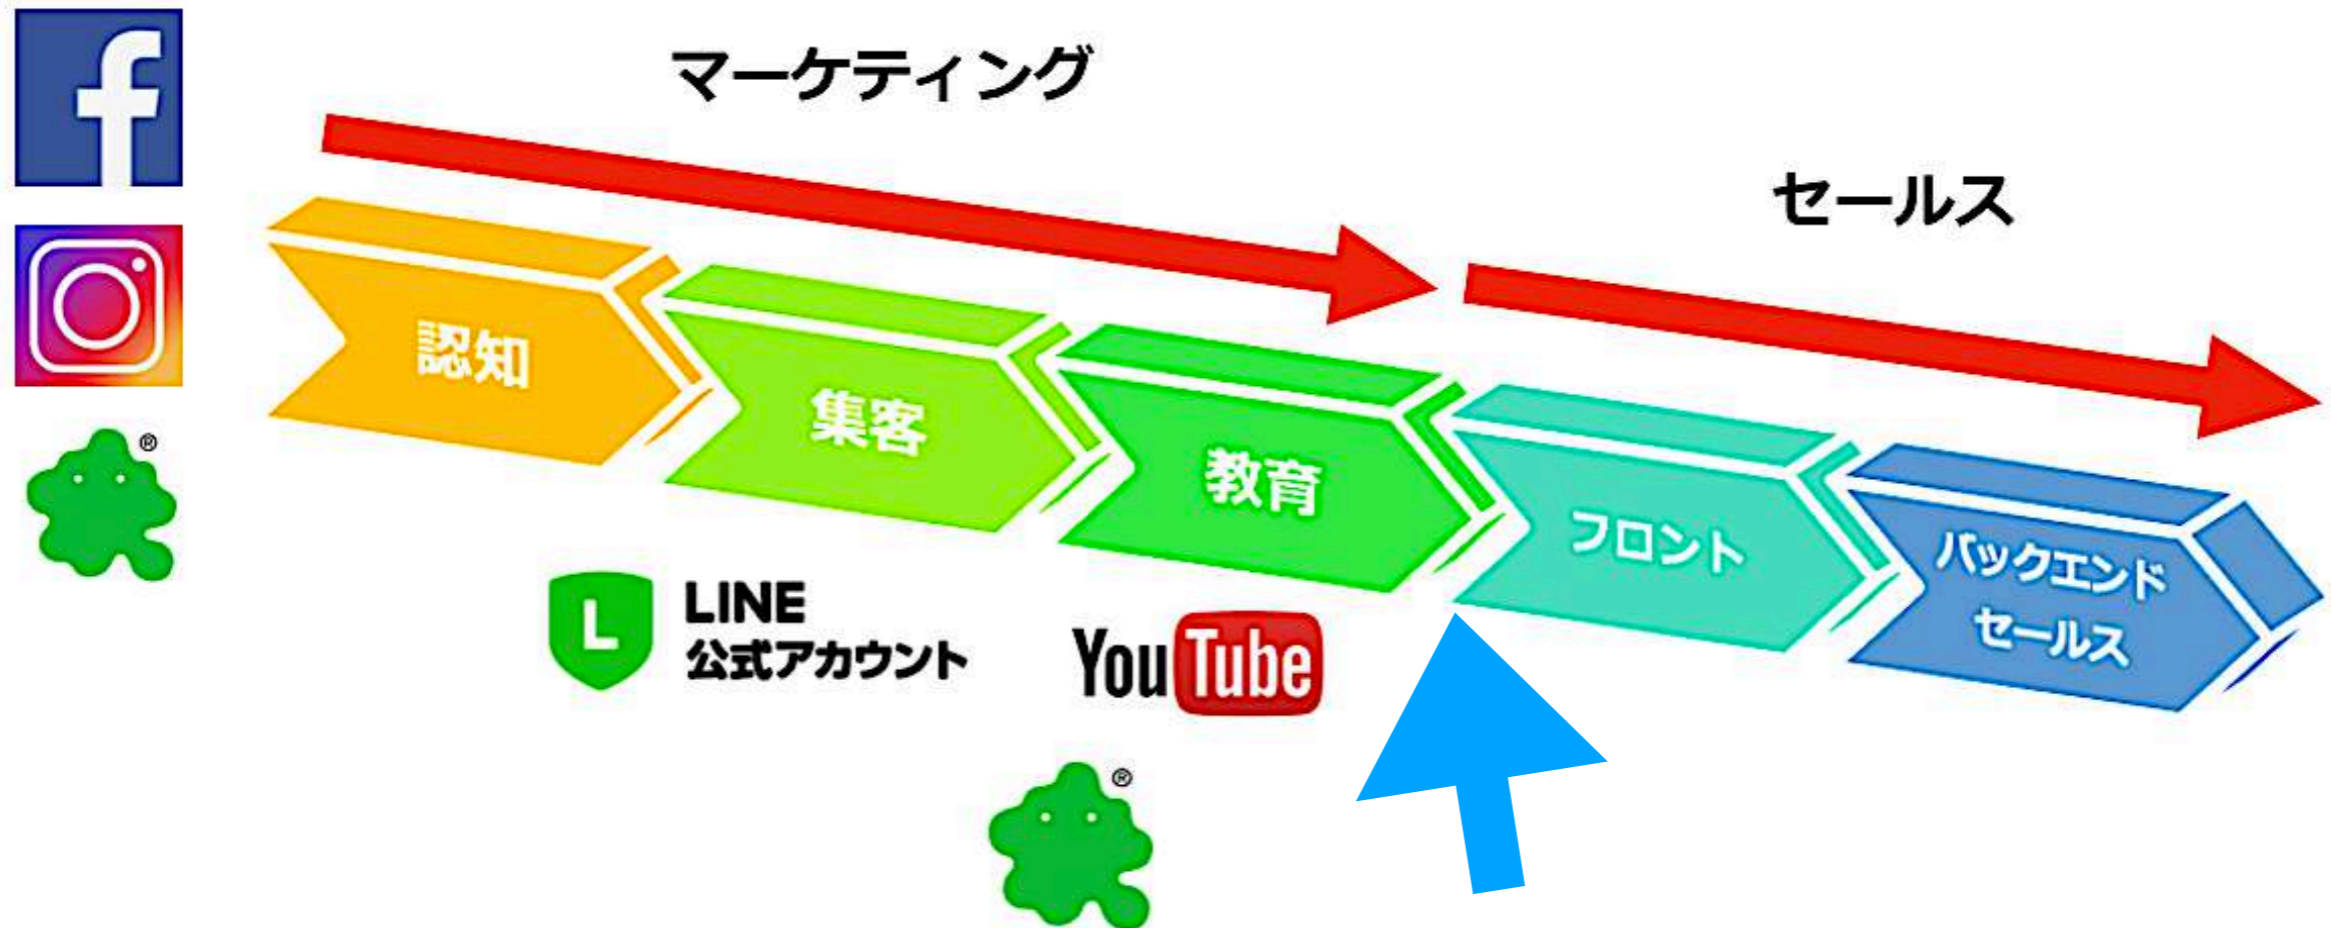 f
マーケティング
セールス
認知
集客
教育
フロント
バックエンド
セールス
®
L
LINE
公式アカウント
YouTube
®